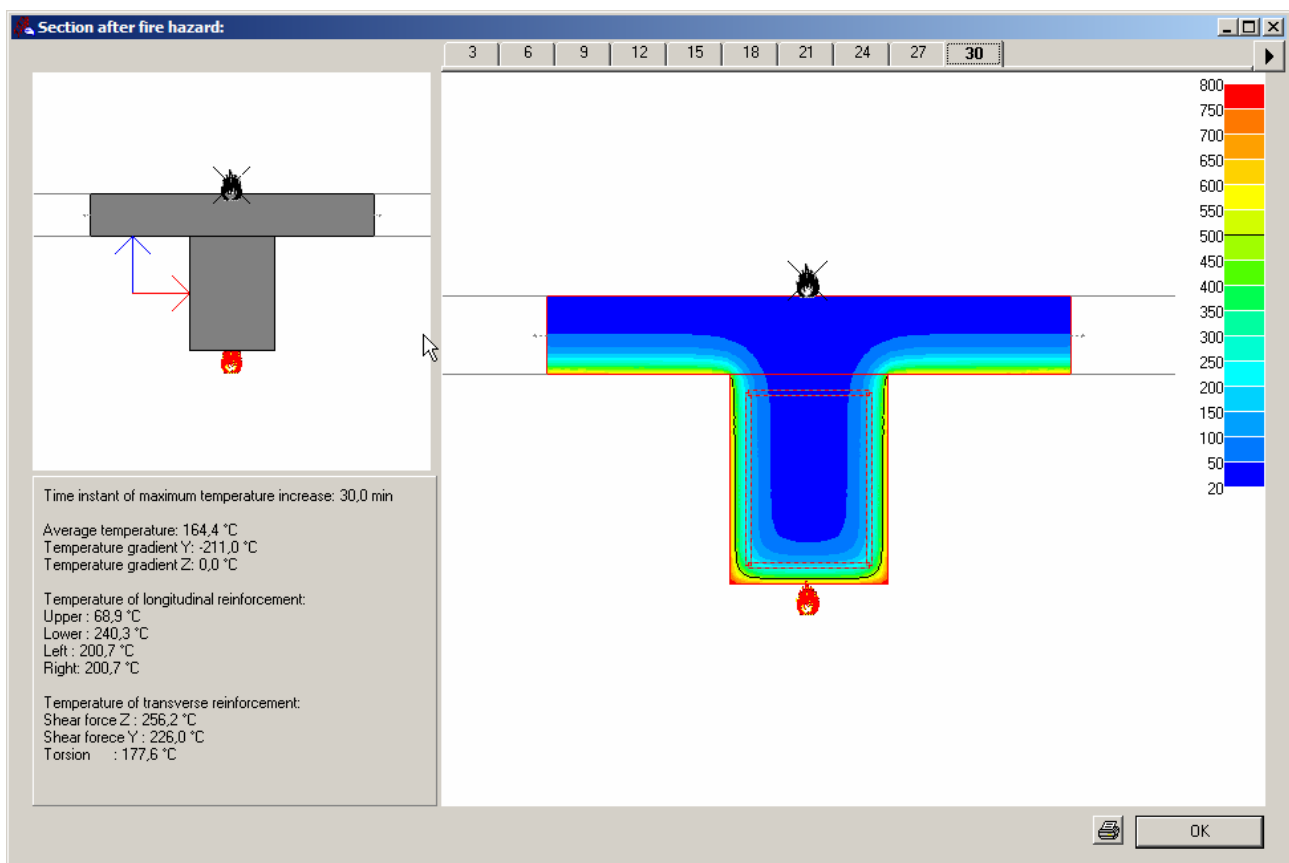 Section after fire hazard:
3 6 9 12 15 18 21 24 27 30
800
750
700
650
600
550
500
450
400
350
300
250
200
150
100
50
20
Time instant of maximum temperature increase: 30,0 min
Average temperature: 164,4 °C
Temperature gradient Y: -211,0 °C
Temperature gradient Z: 0,0 °C
Temperature of longitudinal reinforcement:
Upper : 68,9 °C
Lower : 240,3 °C
Left : 200,7 °C
Right: 200,7 °C
Temperature of transverse reinforcement:
Shear force Z : 256,2 °C
Shear forece Y : 226,0 °C
Torsion : 177,6 °C
OK